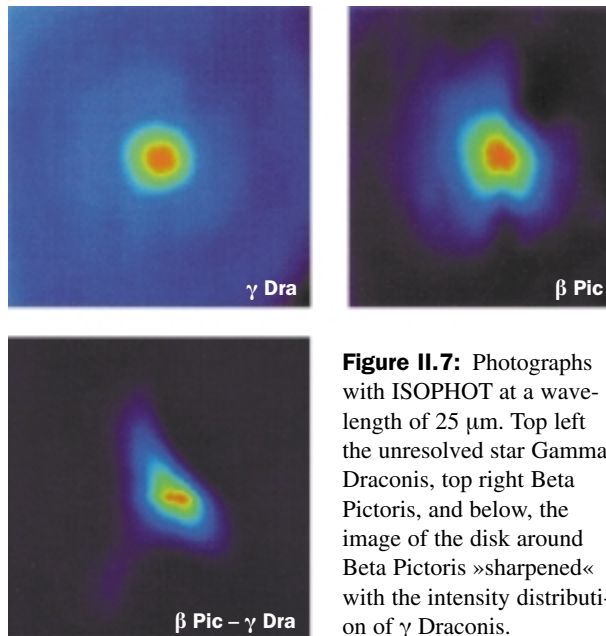 γ Dra
β Pic
β Pic – γ Dra
Figure II.7: Photographs
with ISOPHOT at a wave-
length of 25 µm. Top left
the unresolved star Gamma
Draconis, top right Beta
Pictoris, and below, the
image of the disk around
Beta Pictoris »sharpened«
with the intensity distributi-
on of γ Draconis.